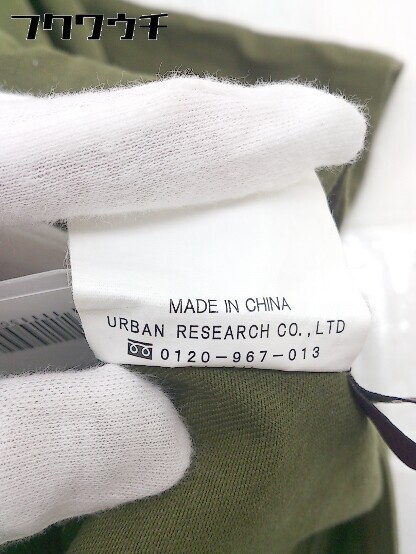 フクワウチ
MADE IN CHINA
URBAN RESEARCH CO., LTD
0120-967-013